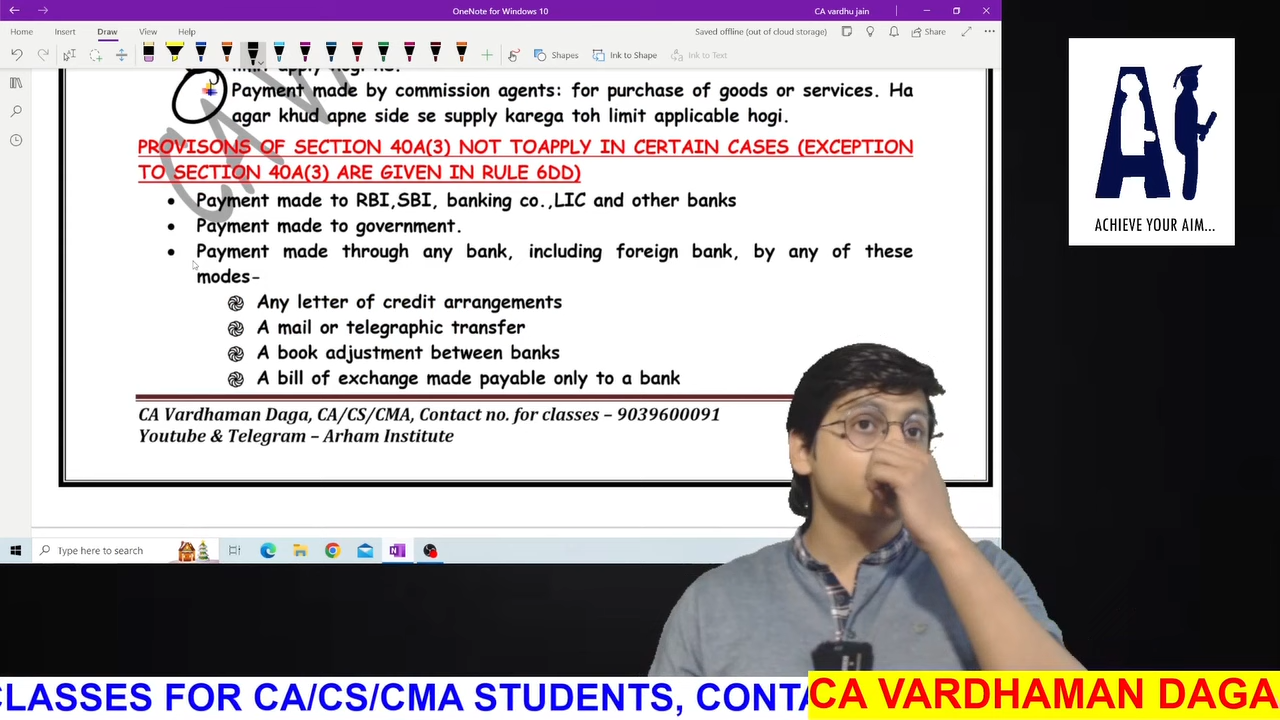 OneNote for Windows 10
CA vardhu jain
Home Insert Draw View Help
Saved offline (out of cloud storage)
Share
Shapes
Ink to Shape
Ink to Text
Payment made by commission agents: for purchase of goods or services. Ha
agar khud apne side se supply karega toh limit applicable hogi.
PROVISONS OF SECTION 40A(3) NOT TOAPPLY IN CERTAIN CASES (EXCEPTION
TO SECTION 40A(3) ARE GIVEN IN RULE 6DD)
Payment made to RBI,SBI, banking co.,LIC and other banks
Payment made to government.
Payment made through any bank, including foreign bank, by any of these
modes-
Any letter of credit arrangements
A mail or telegraphic transfer
A book adjustment between banks
A bill of exchange made payable only to a bank
CA Vardhaman Daga, CA/CS/CMA, Contact no. for classes – 9039600091
Youtube & Telegram – Arham Institute
Type here to search
ACHIEVE YOUR AIM...
CLASSES FOR CA/CS/CMA STUDENTS, CONTA
CA VARDHAMAN DAGA